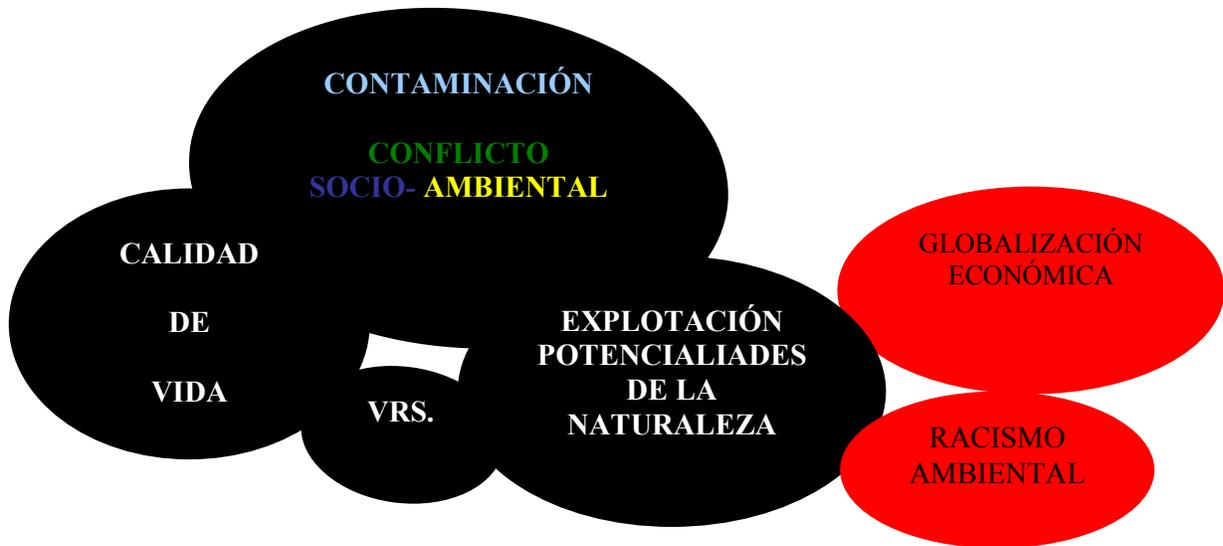 CONTAMINACIÓN
CONFLICTO
SOCIO- AMBIENTAL
CALIDAD
DE
VIDA
VRS.
EXPLOTACIÓN
POTENCIALIADES
DE LA
NATURALEZA
GLOBALIZACIÓN
ECONÓMICA
RACISMO
AMBIENTAL